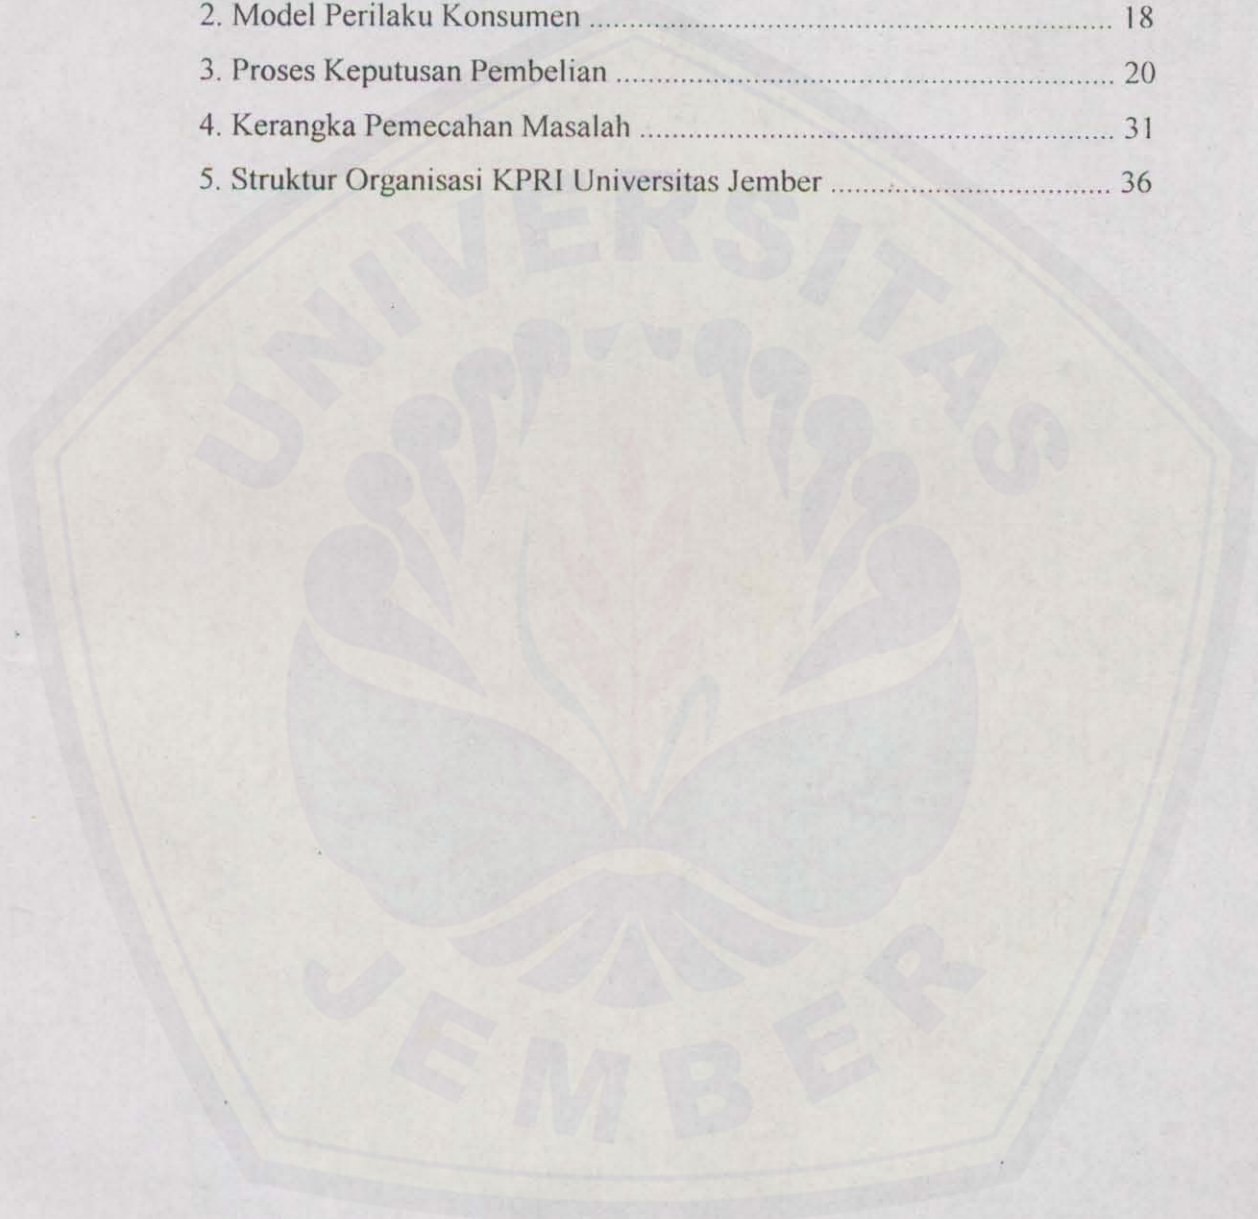 2. Model Perilaku Konsumen ........................................................................ 18
3. Proses Keputusan Pembelian .................................................................... 20
4. Kerangka Pemecahan Masalah ................................................................. 31
5. Struktur Organisasi KPRI Universitas Jember ...................................... 36
UNIVERSITAS
JEMBER